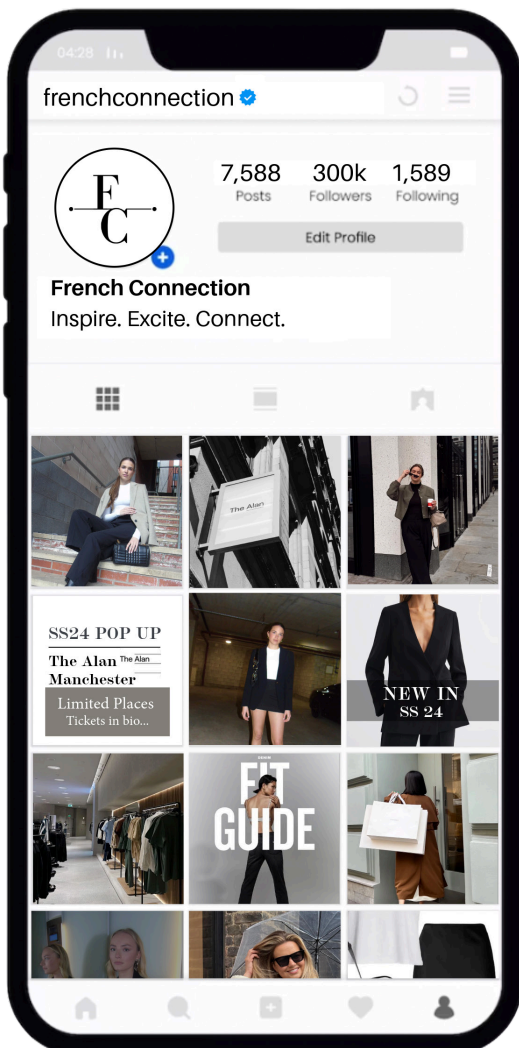 04:28
frenchconnection
F
C
7,588 300k 1,589
Posts Followers Following
Edit Profile
French Connection
Inspire. Excite. Connect.
The Alan
SS24 POP UP
The Alan The Alan
Manchester
Limited Places
Tickets in bio...
NEW IN
SS 24
FIT
GUIDE